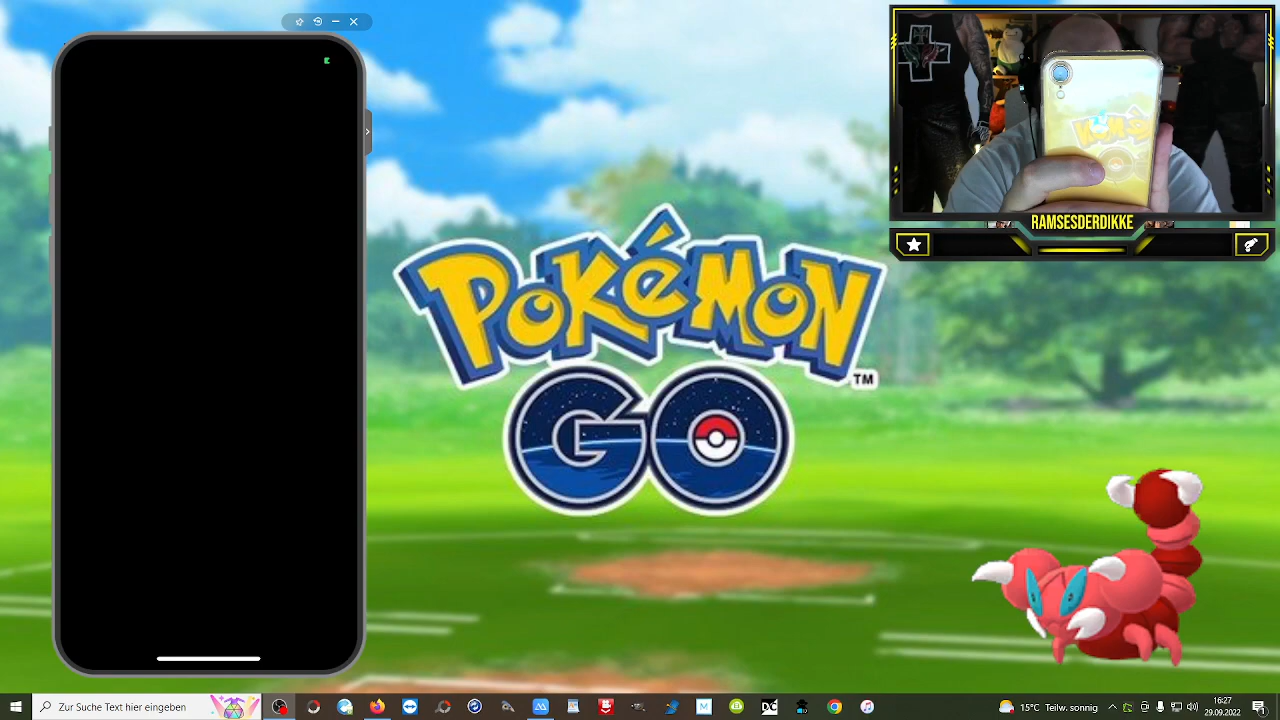 RAMSESDERDIKKE
POKéMON
TM
GO
Zur Suche Text hier eingeben
15°C Teilw. sonnig
16:27
29.09.2022